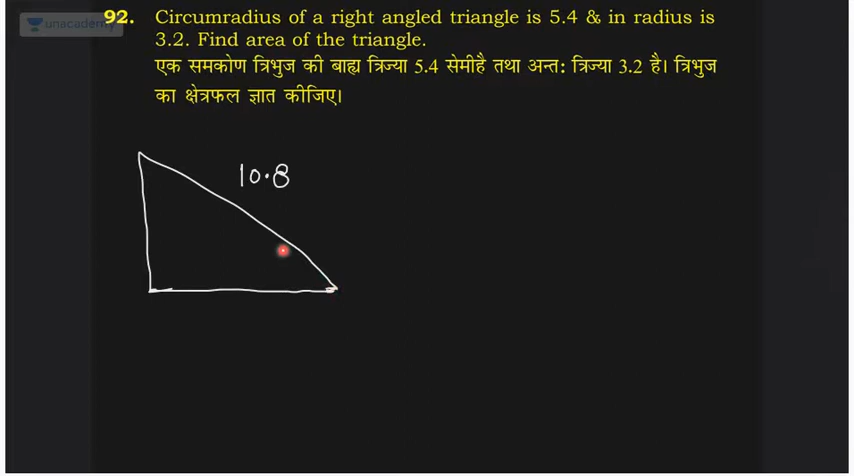 unacademy
92. Circumradius of a right angled triangle is 5.4 & in radius is
3.2. Find area of the triangle.
एक समकोण त्रिभुज की बाह्य त्रिज्या 5.4 सेमीहै तथा अन्त: त्रिज्या 3.2 है। त्रिभुज
का क्षेत्रफल ज्ञात कीजिए।
10.8